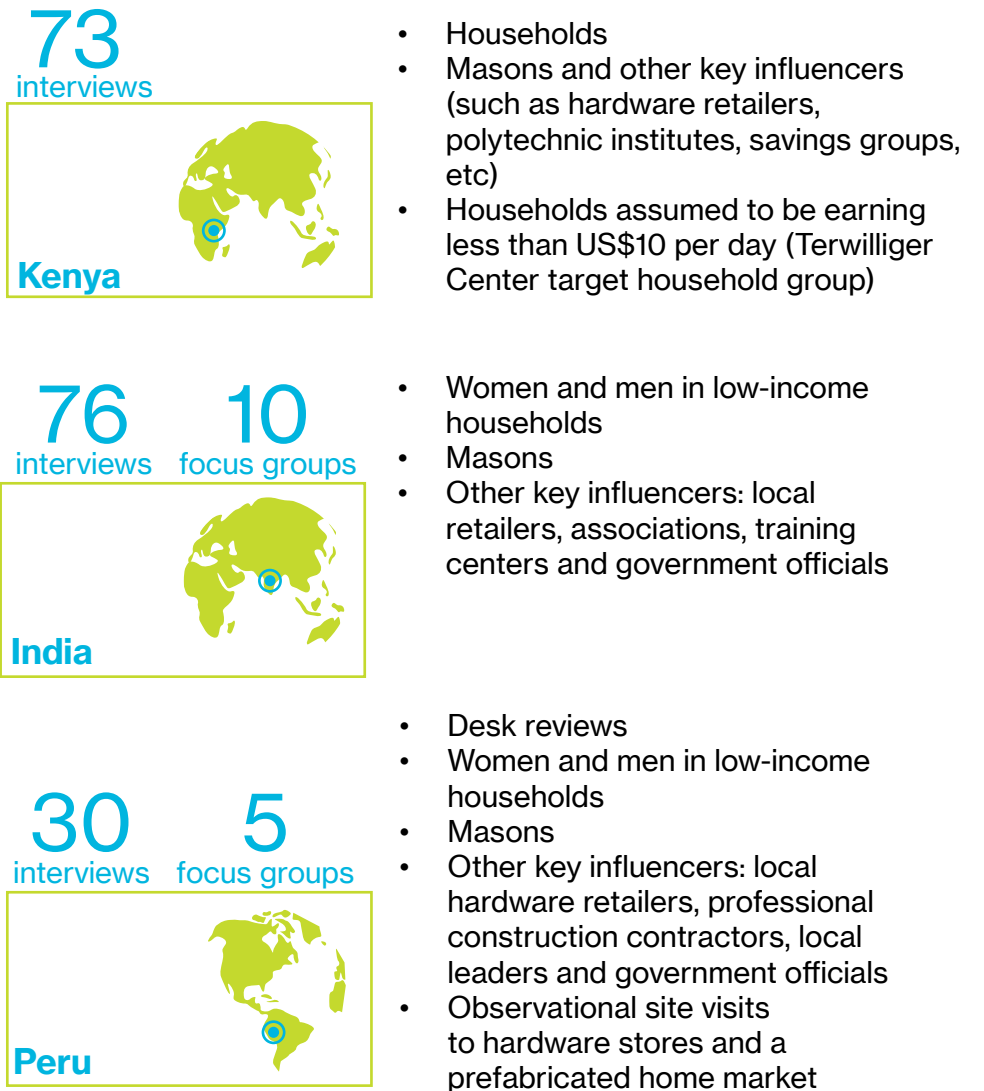 73
interviews
Kenya
• Households
• Masons and other key influencers
(such as hardware retailers,
polytechnic institutes, savings groups,
etc)
• Households assumed to be earning
less than US$10 per day (Terwilliger
Center target household group)
76 10
interviews focus groups
India
• Women and men in low-income
households
• Masons
• Other key influencers: local
retailers, associations, training
centers and government officials
30 5
interviews focus groups
Peru
• Desk reviews
• Women and men in low-income
households
• Masons
• Other key influencers: local
hardware retailers, professional
construction contractors, local
leaders and government officials
• Observational site visits
to hardware stores and a
prefabricated home market